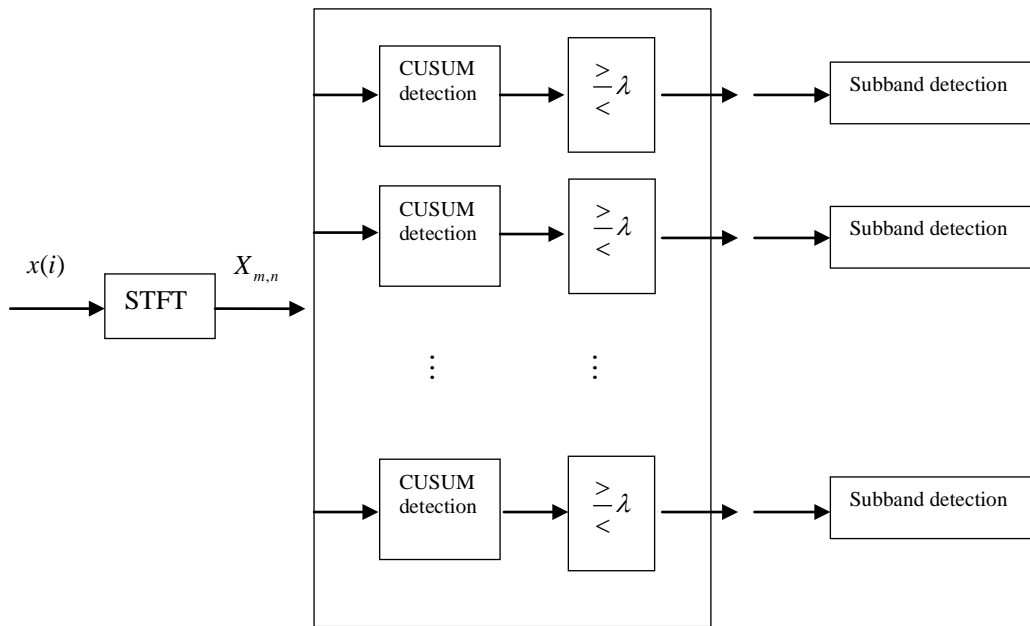 CUSUM
detection
≥
<
λ
Subband detection
CUSUM
detection
≥
<
λ
Subband detection
x(i)
STFT
X_{m,n}
⋮
⋮
CUSUM
detection
≥
<
λ
Subband detection